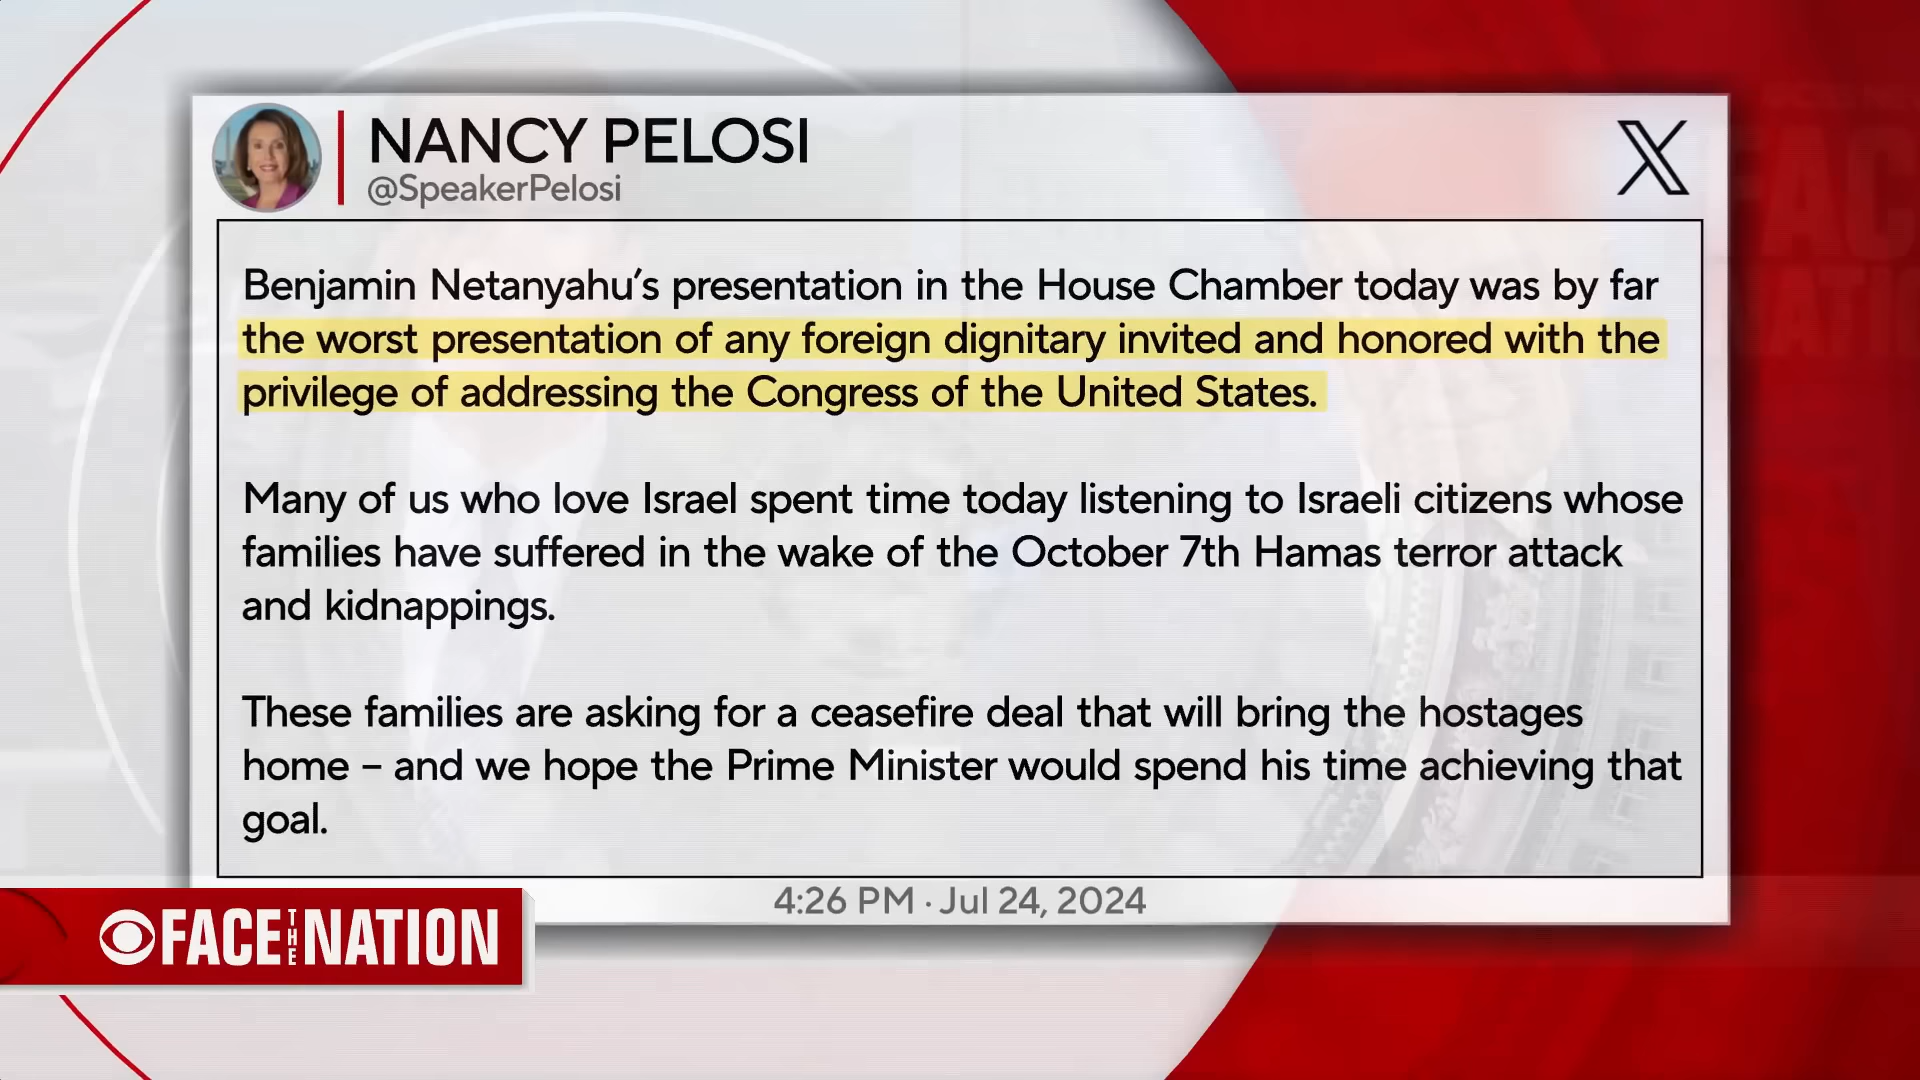 NANCY PELOSI
@SpeakerPelosi
X
Benjamin Netanyahu’s presentation in the House Chamber today was by far
the worst presentation of any foreign dignitary invited and honored with the
privilege of addressing the Congress of the United States.
Many of us who love Israel spent time today listening to Israeli citizens whose
families have suffered in the wake of the October 7th Hamas terror attack
and kidnappings.
These families are asking for a ceasefire deal that will bring the hostages
home – and we hope the Prime Minister would spend his time achieving that
goal.
4:26 PM · Jul 24, 2024
FACE THE NATION